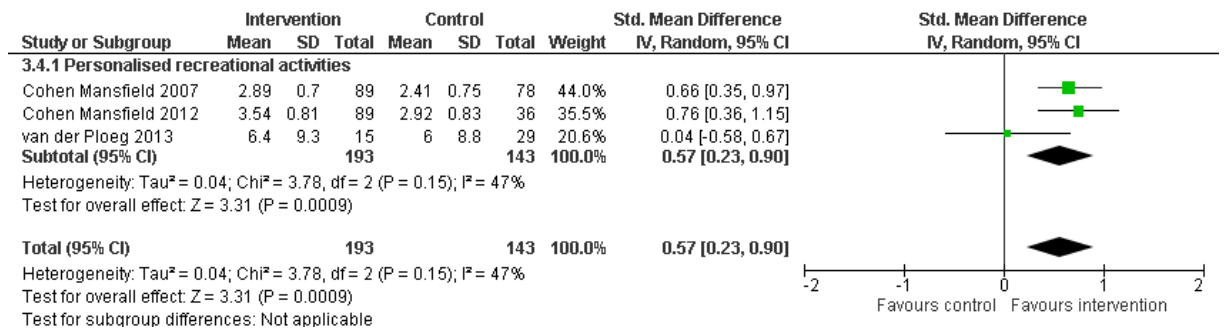 Intervention Control Std. Mean Difference Std. Mean Difference
Study or Subgroup Mean SD Total Mean SD Total Weight IV, Random, 95% CI IV, Random, 95% CI
3.4.1 Personalised recreational activities
Cohen Mansfield 2007 2.89 0.7 89 2.41 0.75 78 44.0% 0.66 [0.35, 0.97]
Cohen Mansfield 2012 3.54 0.81 89 2.92 0.83 36 35.5% 0.76 [0.36, 1.15]
van der Ploeg 2013 6.4 9.3 15 6 8.8 29 20.6% 0.04 [-0.58, 0.67]
Subtotal (95% CI) 193 143 100.0% 0.57 [0.23, 0.90]
Heterogeneity: Tau² = 0.04; Chi² = 3.78, df = 2 (P = 0.15); I² = 47%
Test for overall effect: Z = 3.31 (P = 0.0009)
Total (95% CI) 193 143 100.0% 0.57 [0.23, 0.90]
Heterogeneity: Tau² = 0.04; Chi² = 3.78, df = 2 (P = 0.15); I² = 47%
Test for overall effect: Z = 3.31 (P = 0.0009)
Test for subgroup differences: Not applicable
-2 -1 0 1 2
Favours control Favours intervention